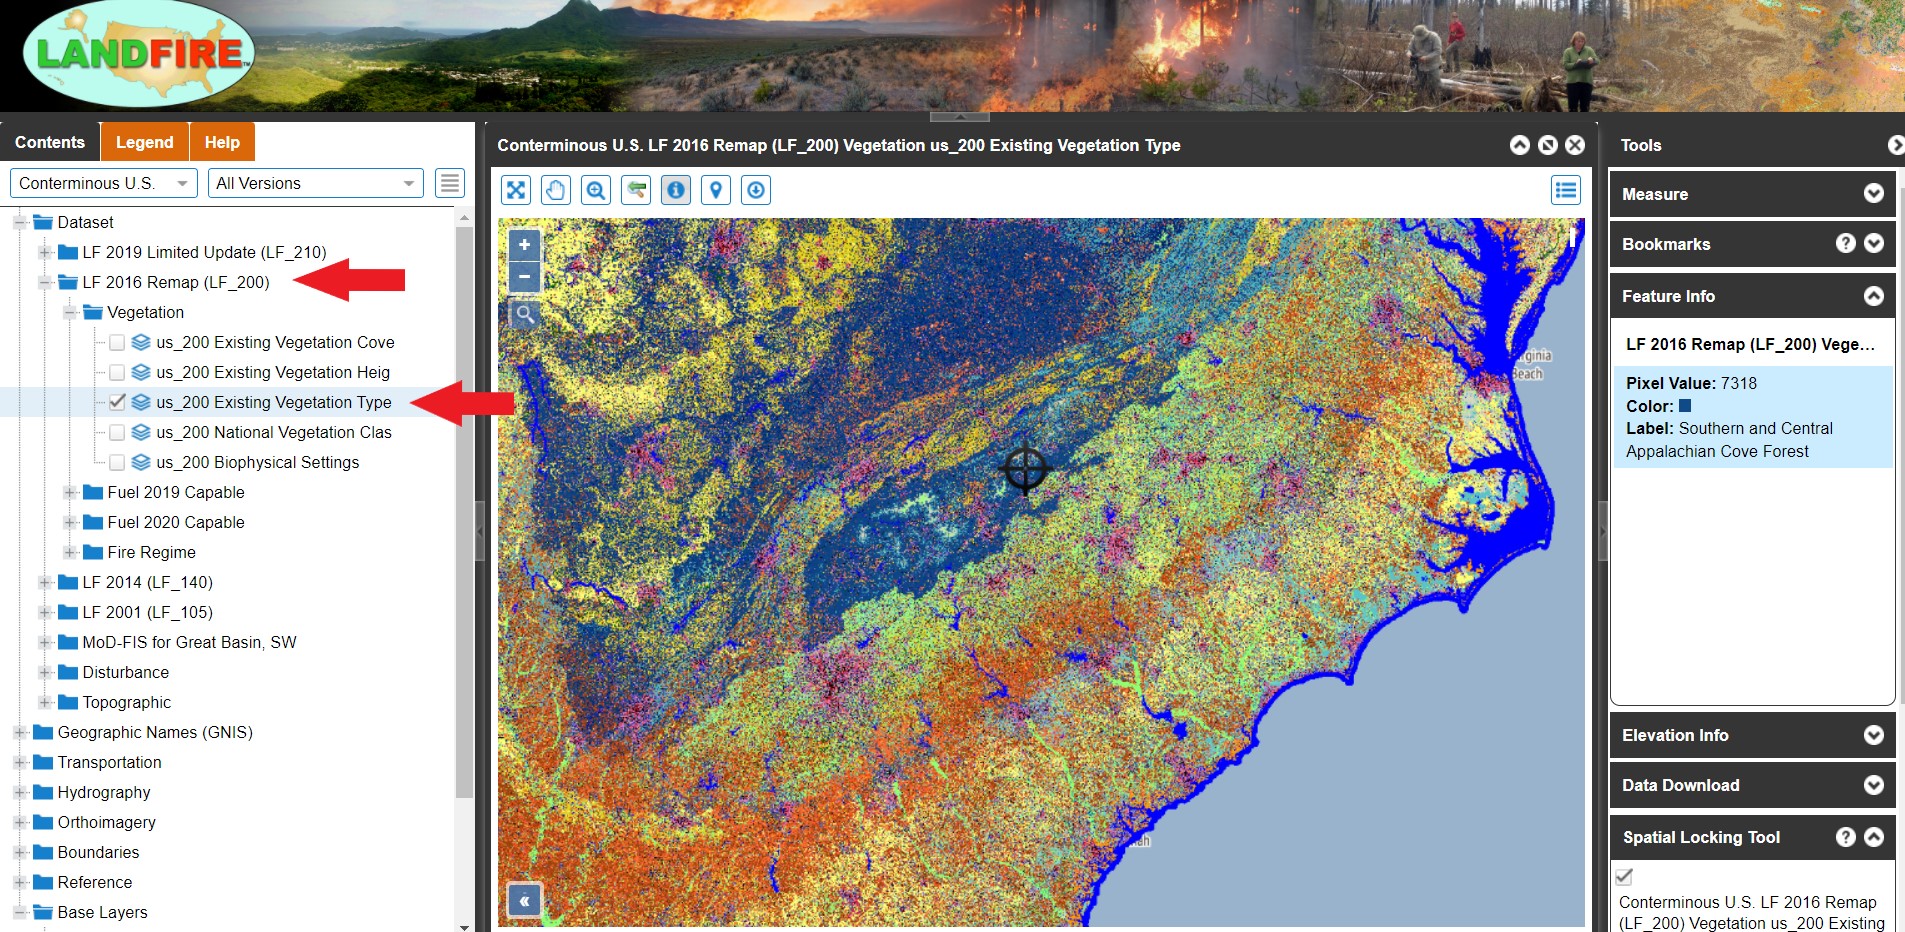 LANDFIRE
TM
Contents
Legend
Help
Conterminous U.S.
All Versions
Dataset
LF 2019 Limited Update (LF_210)
LF 2016 Remap (LF_200)
Vegetation
us_200 Existing Vegetation Cove
us_200 Existing Vegetation Heig
us_200 Existing Vegetation Type
us_200 National Vegetation Clas
us_200 Biophysical Settings
Fuel 2019 Capable
Fuel 2020 Capable
Fire Regime
LF 2014 (LF_140)
LF 2001 (LF_105)
MoD-FIS for Great Basin, SW
Disturbance
Topographic
Geographic Names (GNIS)
Transportation
Hydrography
Orthoimagery
Boundaries
Reference
Base Layers
Conterminous U.S. LF 2016 Remap (LF_200) Vegetation us_200 Existing Vegetation Type
+
−
rginia
Beach
ah
«
Tools
Measure
Bookmarks
?
Feature Info
LF 2016 Remap (LF_200) Vege...
Pixel Value: 7318
Color:
Label: Southern and Central
Appalachian Cove Forest
Elevation Info
Data Download
Spatial Locking Tool
?
Conterminous U.S. LF 2016 Remap
(LF_200) Vegetation us_200 Existing